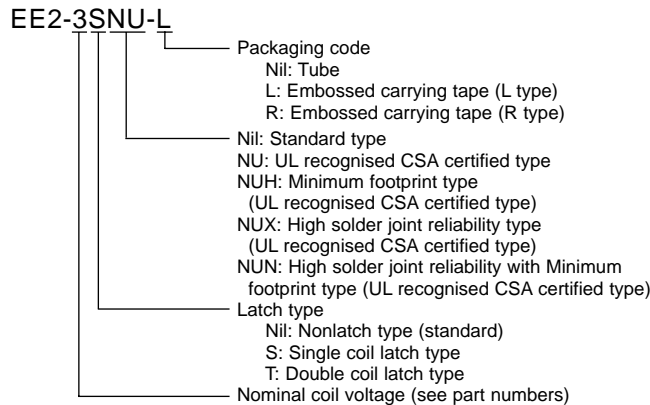 EE2-3SNU-L
Packaging code
Nil: Tube
L: Embossed carrying tape (L type)
R: Embossed carrying tape (R type)
Nil: Standard type
NU: UL recognised CSA certified type
NUH: Minimum footprint type
(UL recognised CSA certified type)
NUX: High solder joint reliability type
(UL recognised CSA certified type)
NUN: High solder joint reliability with Minimum
footprint type (UL recognised CSA certified type)
Latch type
Nil: Nonlatch type (standard)
S: Single coil latch type
T: Double coil latch type
Nominal coil voltage (see part numbers)